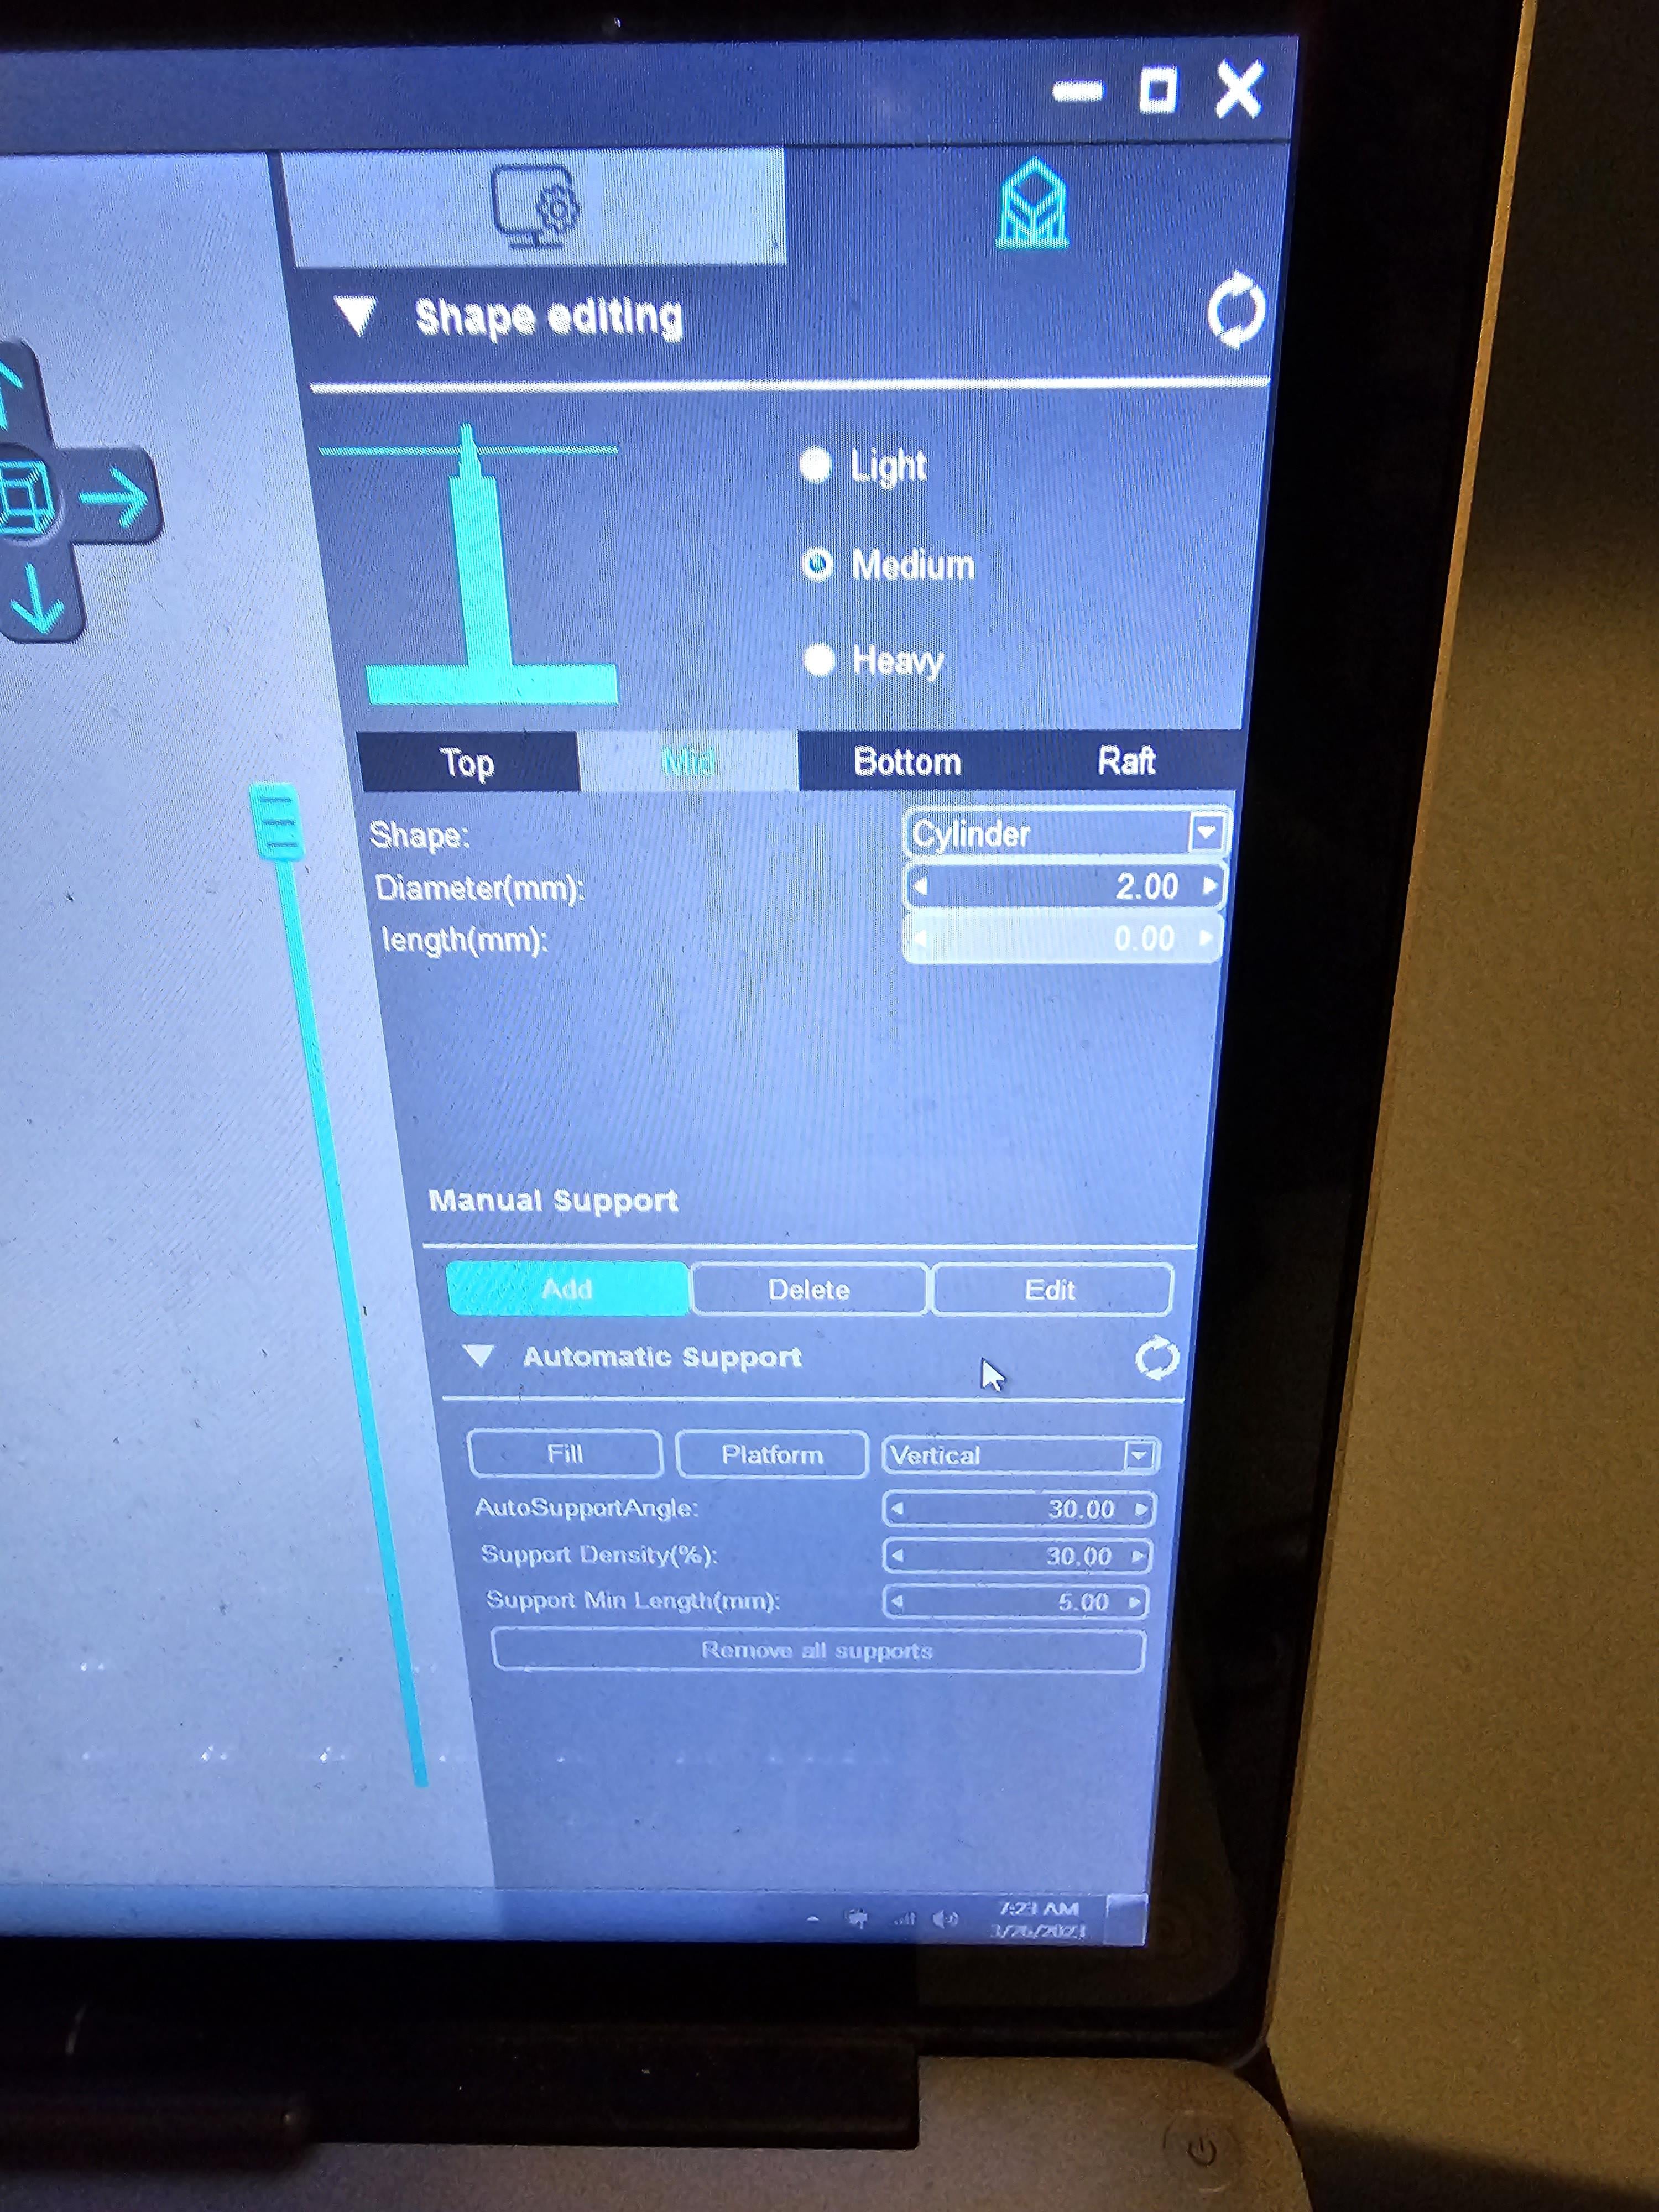 Shape editing
Light
Medium
Heavy
Top Mid Bottom Raft
Shape: Cylinder
Diameter(mm): 2.00
length(mm): 0.00
Manual Support
Add Delete Edit
Automatic Support
Fill Platform Vertical
AutoSupportAngle: 30.00
Support Density(%): 30.00
Support Min Length(mm): 5.00
Remove all supports
7:23 AM